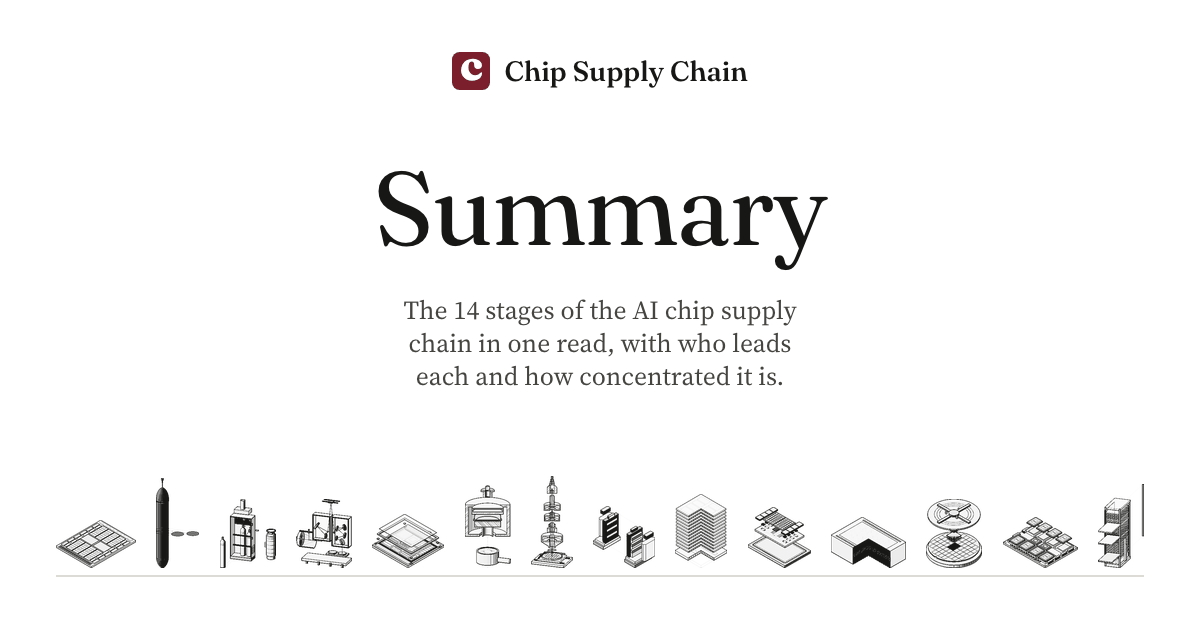 C Chip Supply Chain
Summary
The 14 stages of the AI chip supply
chain in one read, with who leads
each and how concentrated it is.